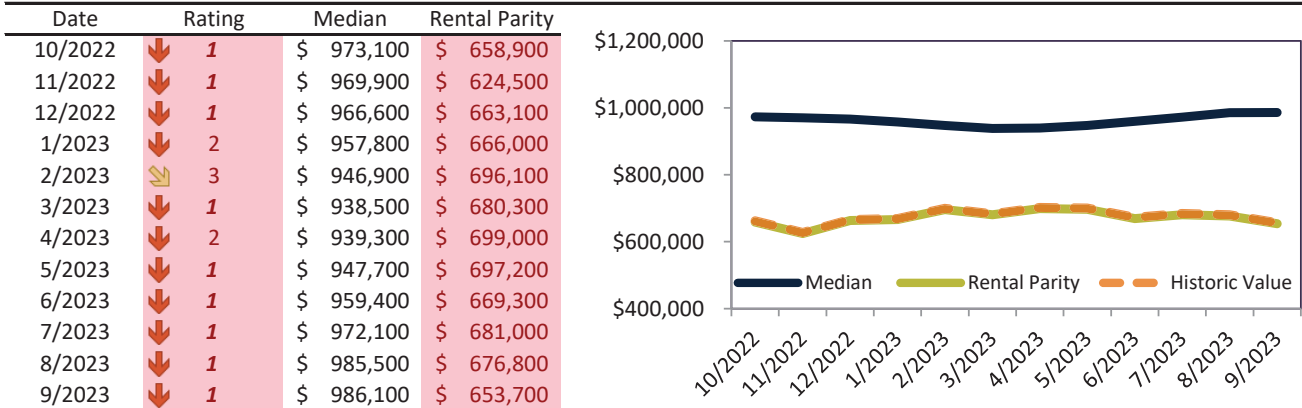 Date Rating Median Rental Parity
10/2022 1 $ 973,100 $ 658,900
11/2022 1 $ 969,900 $ 624,500
12/2022 1 $ 966,600 $ 663,100
1/2023 2 $ 957,800 $ 666,000
2/2023 3 $ 946,900 $ 696,100
3/2023 1 $ 938,500 $ 680,300
4/2023 2 $ 939,300 $ 699,000
5/2023 1 $ 947,700 $ 697,200
6/2023 1 $ 959,400 $ 669,300
7/2023 1 $ 972,100 $ 681,000
8/2023 1 $ 985,500 $ 676,800
9/2023 1 $ 986,100 $ 653,700
$1,200,000
$1,000,000
$800,000
$600,000
$400,000
Median Rental Parity Historic Value
10/2022 11/2022 12/2022 1/2023 2/2023 3/2023 4/2023 5/2023 6/2023 7/2023 8/2023 9/2023